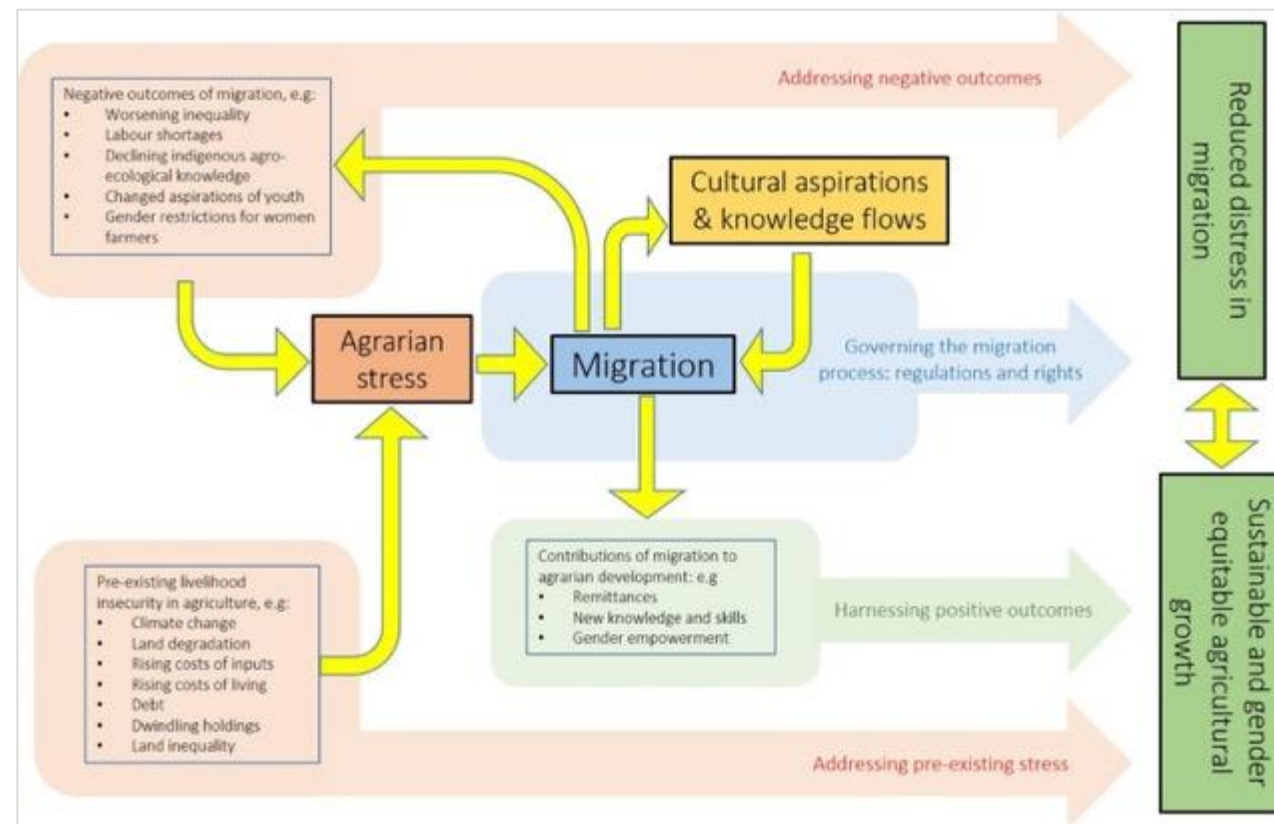 Addressing negative outcomes
Negative outcomes of migration, e.g:
• Worsening inequality
• Labour shortages
• Declining indigenous agro-
ecological knowledge
• Changed aspirations of youth
• Gender restrictions for women
farmers
Cultural aspirations
& knowledge flows
Reduced distress in
migration
Agrarian
stress
Migration
Governing the migration
process: regulations and rights
Contributions of migration to
agrarian development: e.g
• Remittances
• New knowledge and skills
• Gender empowerment
Harnessing positive outcomes
Sustainable and gender
equitable agricultural
growth
Pre-existing livelihood
insecurity in agriculture, e.g:
• Climate change
• Land degradation
• Rising costs of inputs
• Rising costs of living
• Debt
• Dwindling holdings
• Land inequality
Addressing pre-existing stress